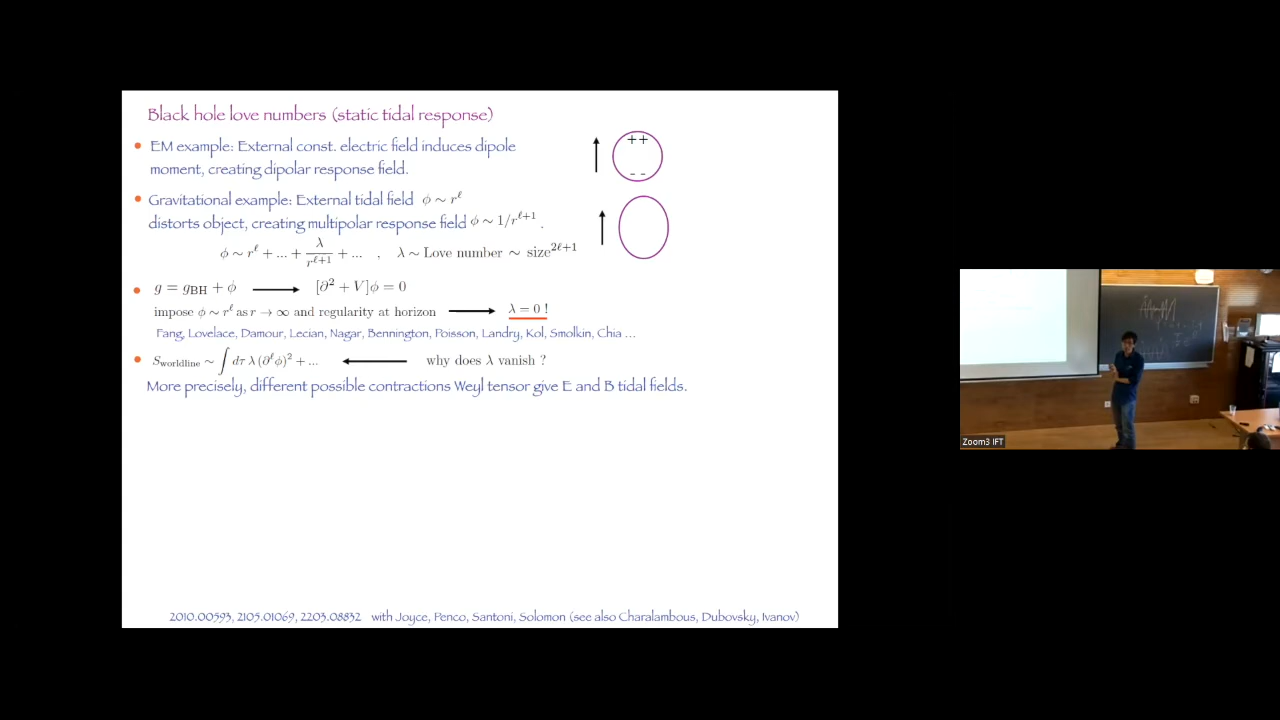 Black hole love numbers (static tidal response)
• EM example: External const. electric field induces dipole
moment, creating dipolar response field.
++
- -
• Gravitational example: External tidal field ϕ ∼ r^ℓ
distorts object, creating multipolar response field ϕ ∼ 1/r^{ℓ+1} .
ϕ ∼ r^ℓ + ... + λ/r^{ℓ+1} + ... , λ ∼ Love number ∼ size^{2ℓ+1}
• g = g_BH + ϕ ⟶ [∂² + V]ϕ = 0
impose ϕ ∼ r^ℓ as r → ∞ and regularity at horizon ⟶ λ = 0 !
Fang, Lovelace, Damour, Lecian, Nagar, Bennington, Poisson, Landry, Kol, Smolkin, Chia ...
• S_worldline ∼ ∫ dτ λ (∂^ℓ ϕ)² + ... ⟵ why does λ vanish ?
More precisely, different possible contractions Weyl tensor give E and B tidal fields.
2010.00593, 2105.01069, 2203.08832 with Joyce, Penco, Santoni, Solomon (see also Charalambous, Dubovsky, Ivanov)
Zoom3 IFT